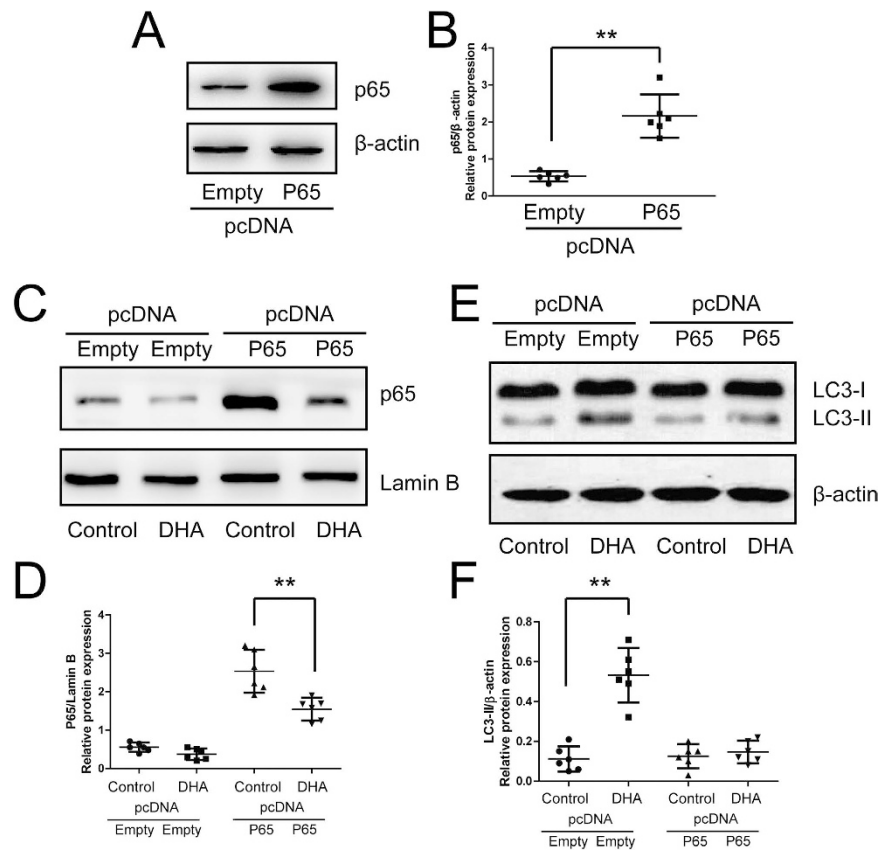 A
p65
β-actin
Empty P65
pcDNA
B
**
p65/β -actin
Relative protein expression
4
3
2
1
0
Empty P65
pcDNA
C
pcDNA pcDNA
Empty Empty P65 P65
p65
Lamin B
Control DHA Control DHA
E
pcDNA pcDNA
Empty Empty P65 P65
LC3-I
LC3-II
β-actin
Control DHA Control DHA
D
**
P65/Lamin B
Relative protein expression
4
3
2
1
0
Control DHA Control DHA
pcDNA pcDNA
Empty Empty P65 P65
F
**
LC3-II/β-actin
Relative protein expression
0.8
0.6
0.4
0.2
0.0
Control DHA Control DHA
pcDNA pcDNA
Empty Empty P65 P65